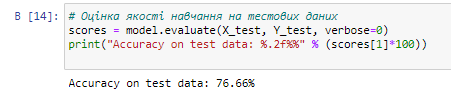 В [14]: # Оцінка якості навчання на тестових даних
scores = model.evaluate(X_test, Y_test, verbose=0)
print("Accuracy on test data: %.2f%%" % (scores[1]*100))
Accuracy on test data: 76.66%